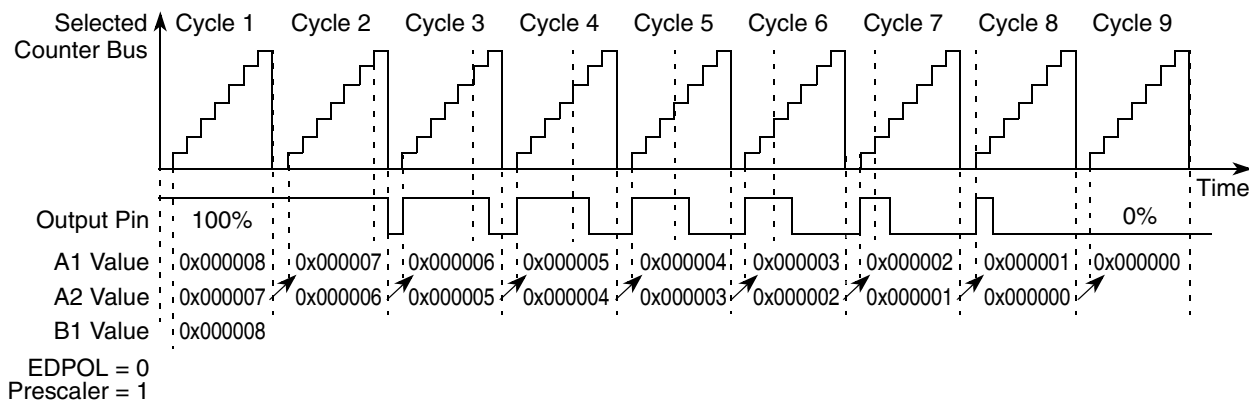 Selected Counter Bus
Cycle 1 Cycle 2 Cycle 3 Cycle 4 Cycle 5 Cycle 6 Cycle 7 Cycle 8 Cycle 9
Time
Output Pin 100% 0%
A1 Value 0x000008 0x000007 0x000006 0x000005 0x000004 0x000003 0x000002 0x000001 0x000000
A2 Value 0x000007 0x000006 0x000005 0x000004 0x000003 0x000002 0x000001 0x000000
B1 Value 0x000008
EDPOL = 0
Prescaler = 1